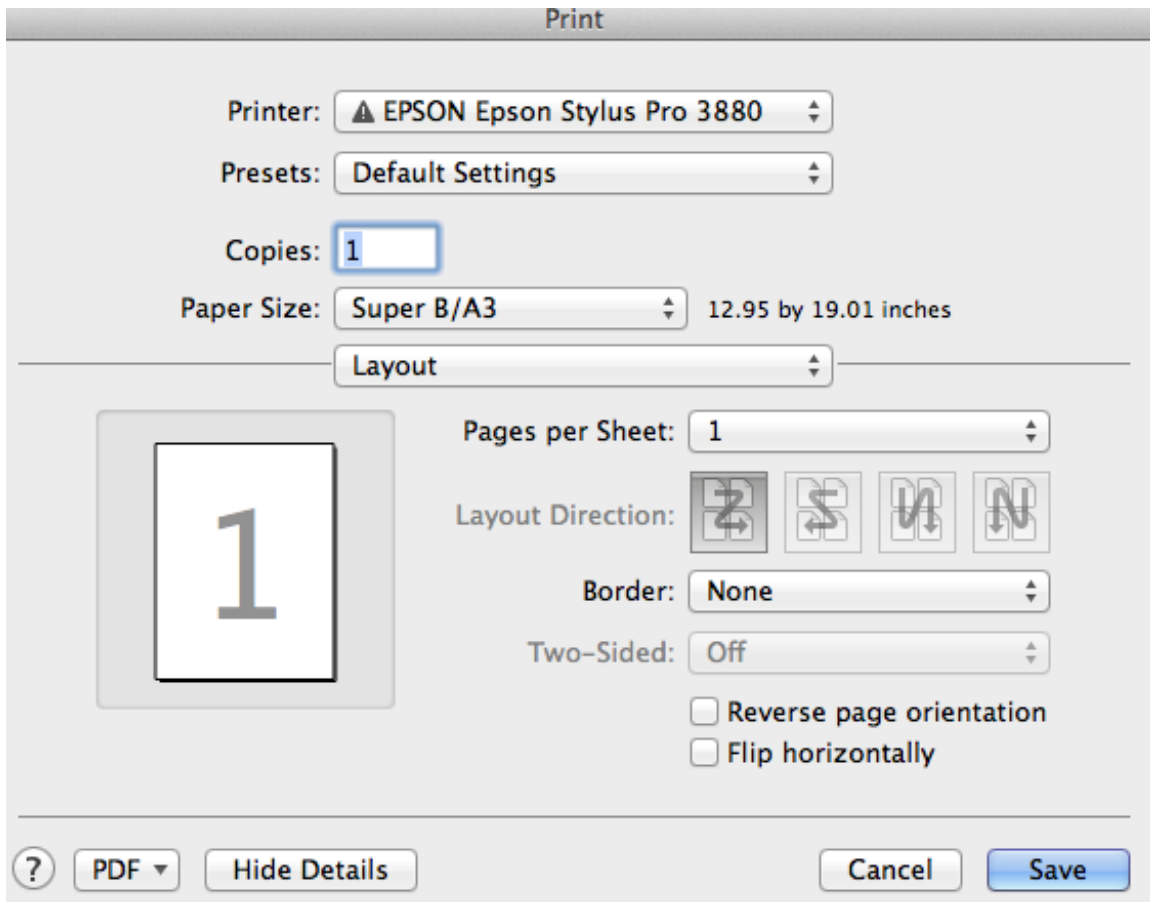 Print
Printer: EPSON Epson Stylus Pro 3880
Presets: Default Settings
Copies: 1
Paper Size: Super B/A3 12.95 by 19.01 inches
Layout
1
Pages per Sheet: 1
Layout Direction:
Border: None
Two-Sided: Off
Reverse page orientation
Flip horizontally
? PDF Hide Details Cancel Save